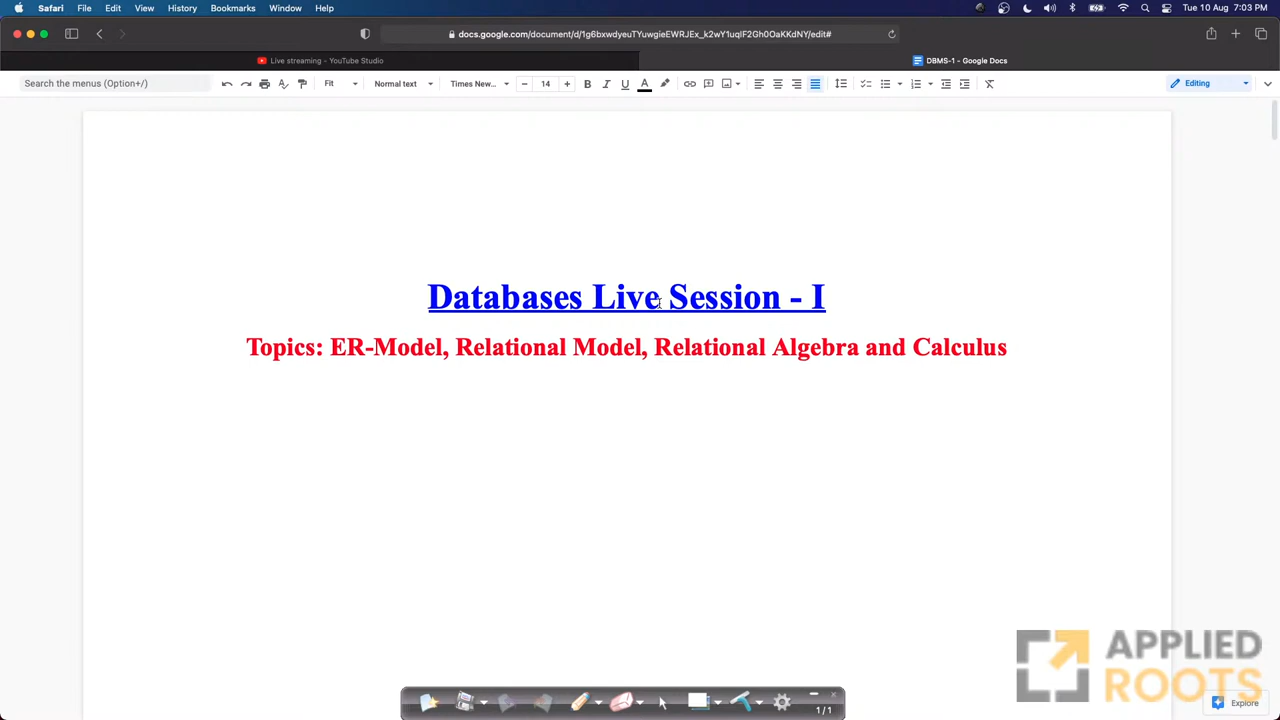 Safari File Edit View History Bookmarks Window Help Tue 10 Aug 7:03 PM
docs.google.com/document/d/1g6bxwdyeuTYuwgieEWRJEx_k2wY1uqIF2Gh0OaKKdNY/edit#
Live streaming - YouTube Studio DBMS-1 - Google Docs
Search the menus (Option+/) Fit Normal text Times New... 14 B I U A Editing
Databases Live Session - I
Topics: ER-Model, Relational Model, Relational Algebra and Calculus
APPLIED
ROOTS
Explore
1/1